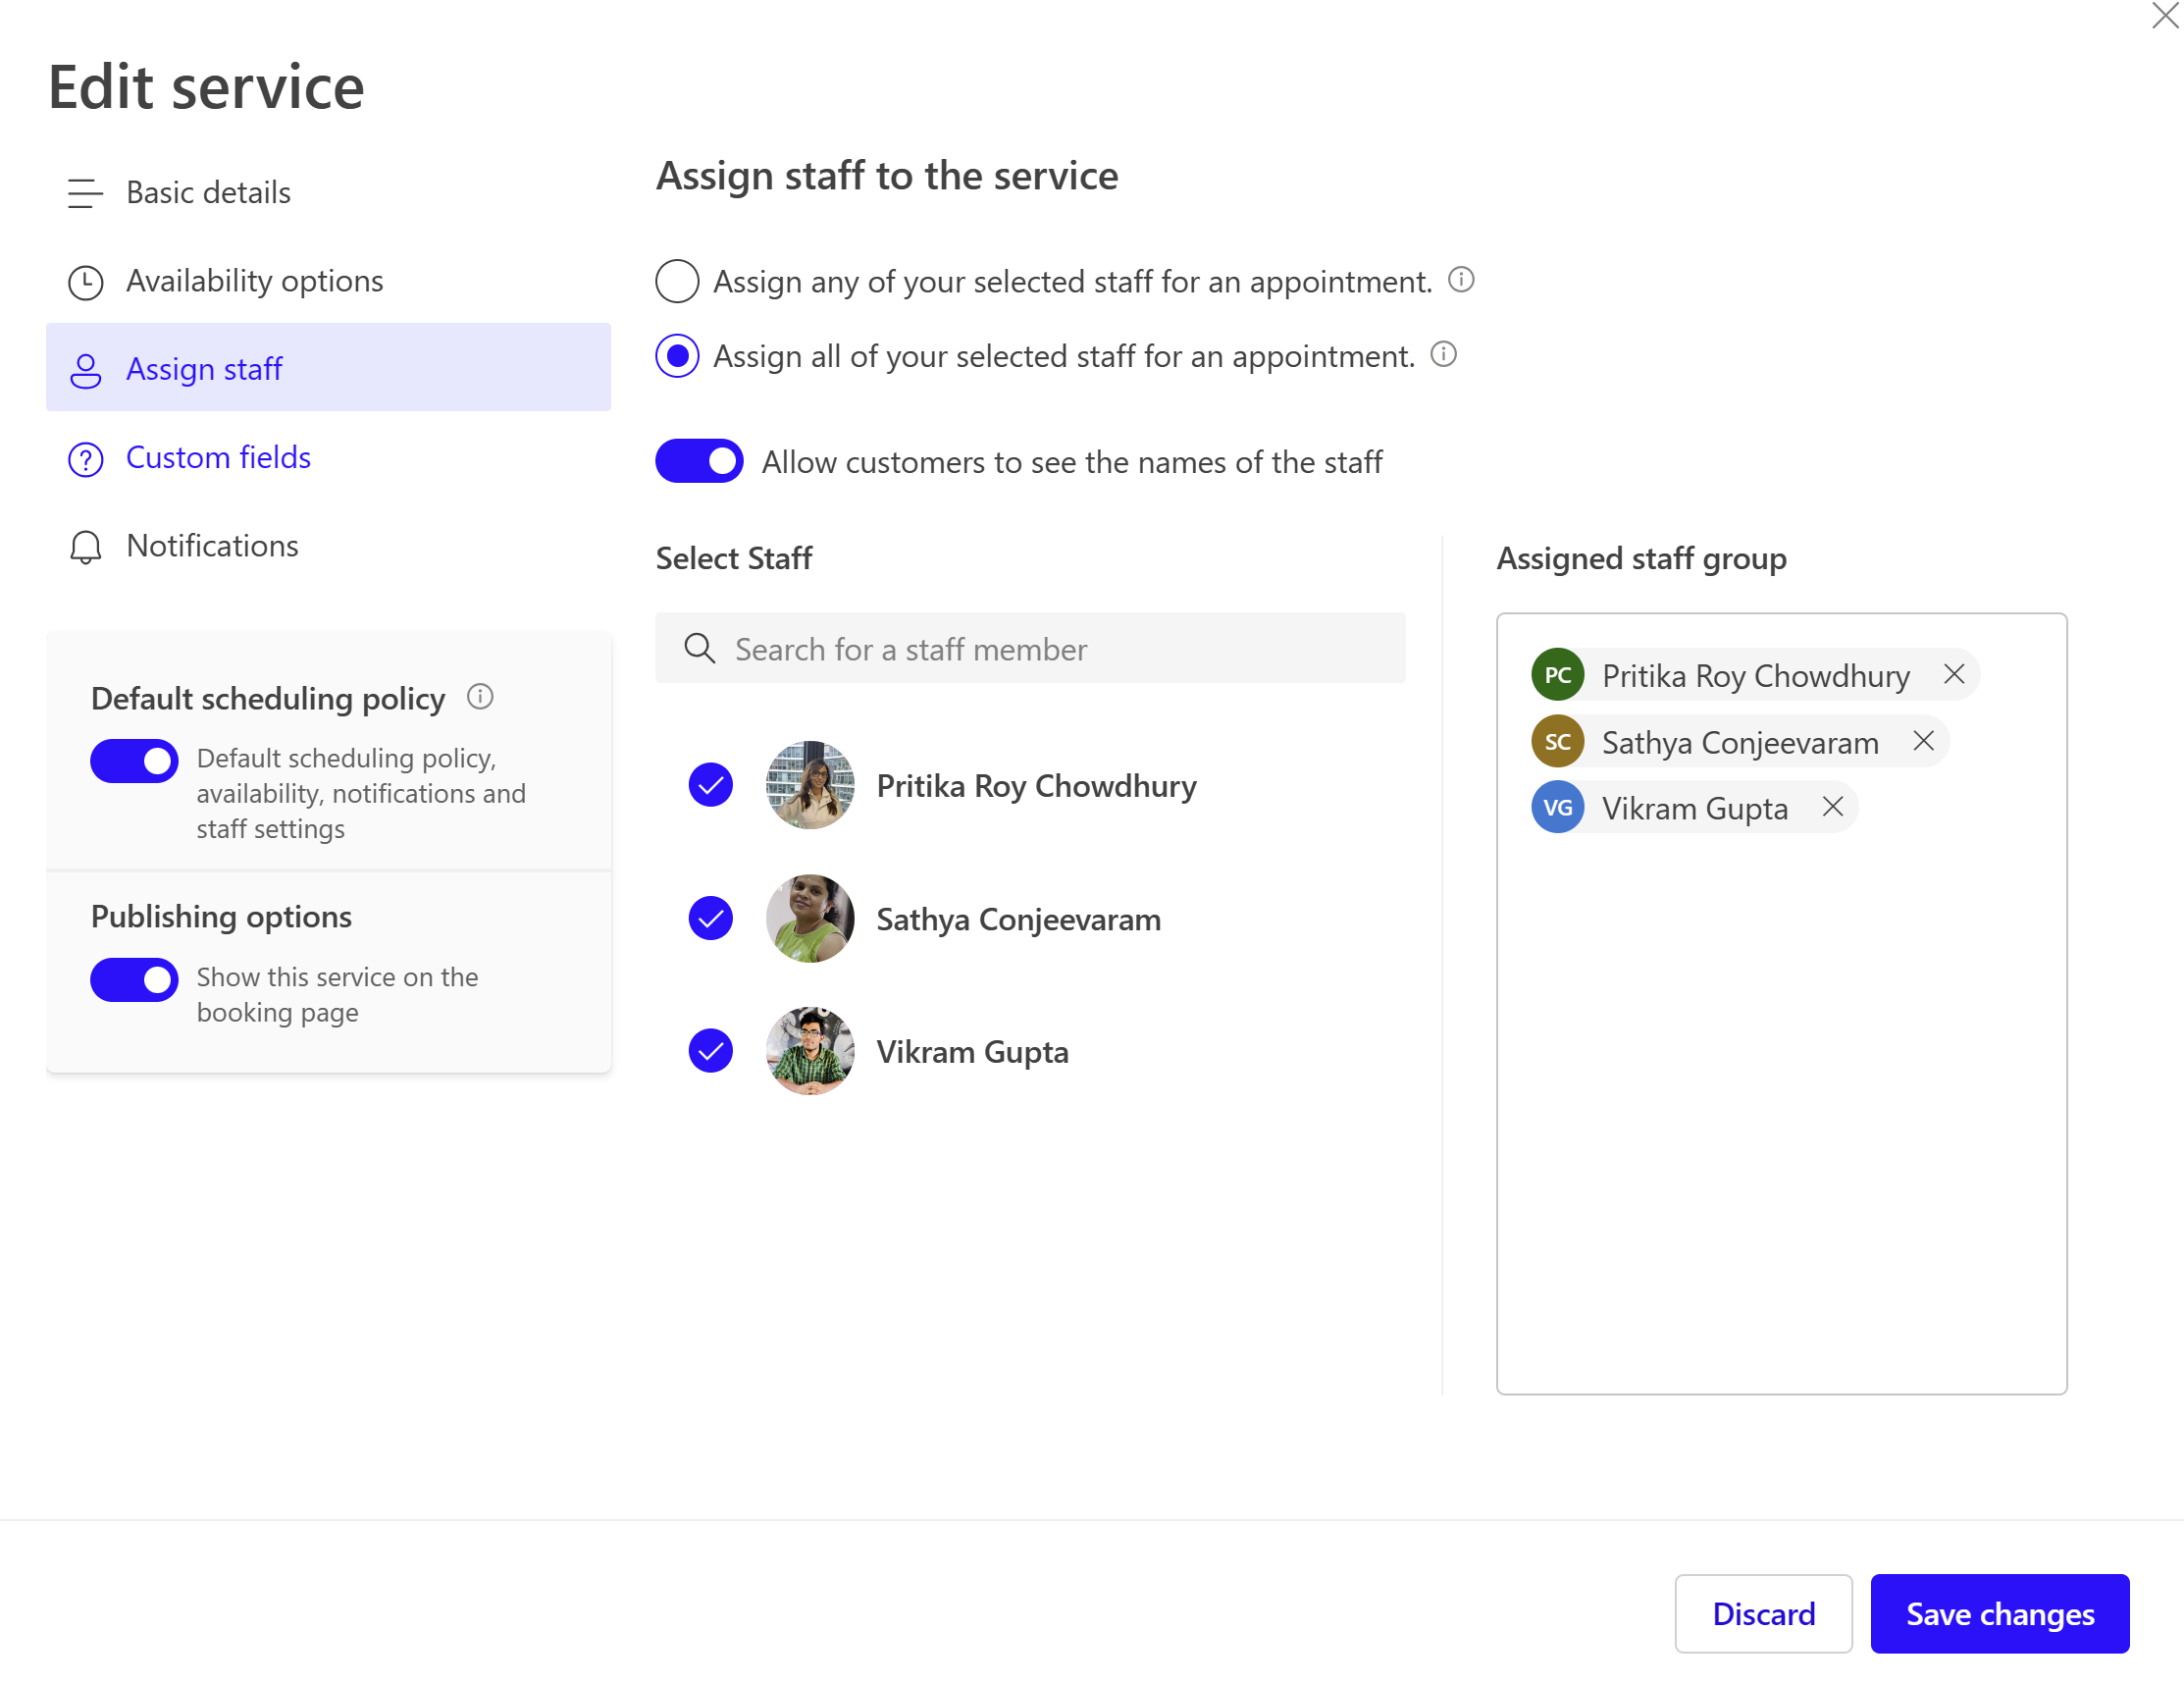 Edit service
Basic details
Availability options
Assign staff
Custom fields
Notifications
Default scheduling policy
Default scheduling policy,
availability, notifications and
staff settings
Publishing options
Show this service on the
booking page
Assign staff to the service
Assign any of your selected staff for an appointment.
Assign all of your selected staff for an appointment.
Allow customers to see the names of the staff
Select Staff
Search for a staff member
Pritika Roy Chowdhury
Sathya Conjeevaram
Vikram Gupta
Assigned staff group
PC Pritika Roy Chowdhury
SC Sathya Conjeevaram
VG Vikram Gupta
Discard
Save changes